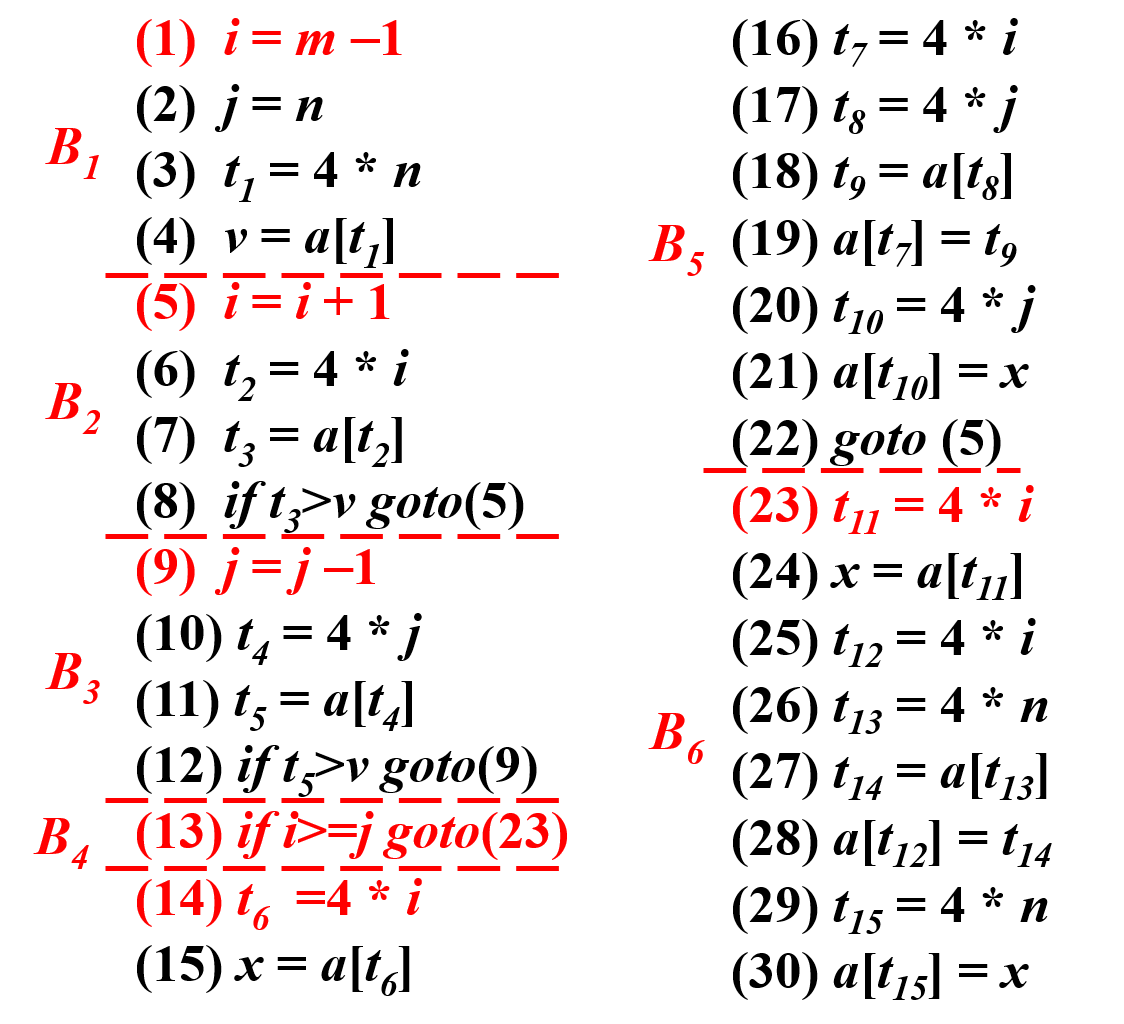 (1) i = m –1
(2) j = n
B₁ (3) t₁ = 4 * n
(4) v = a[t₁]
(5) i = i + 1
(6) t₂ = 4 * i
B₂ (7) t₃ = a[t₂]
(8) if t₃>v goto(5)
(9) j = j –1
(10) t₄ = 4 * j
B₃ (11) t₅ = a[t₄]
(12) if t₅>v goto(9)
B₄ (13) if i>=j goto(23)
(14) t₆ =4 * i
(15) x = a[t₆]
(16) t₇ = 4 * i
(17) t₈ = 4 * j
(18) t₉ = a[t₈]
B₅ (19) a[t₇] = t₉
(20) t₁₀ = 4 * j
(21) a[t₁₀] = x
(22) goto (5)
(23) t₁₁ = 4 * i
(24) x = a[t₁₁]
(25) t₁₂ = 4 * i
(26) t₁₃ = 4 * n
B₆ (27) t₁₄ = a[t₁₃]
(28) a[t₁₂] = t₁₄
(29) t₁₅ = 4 * n
(30) a[t₁₅] = x